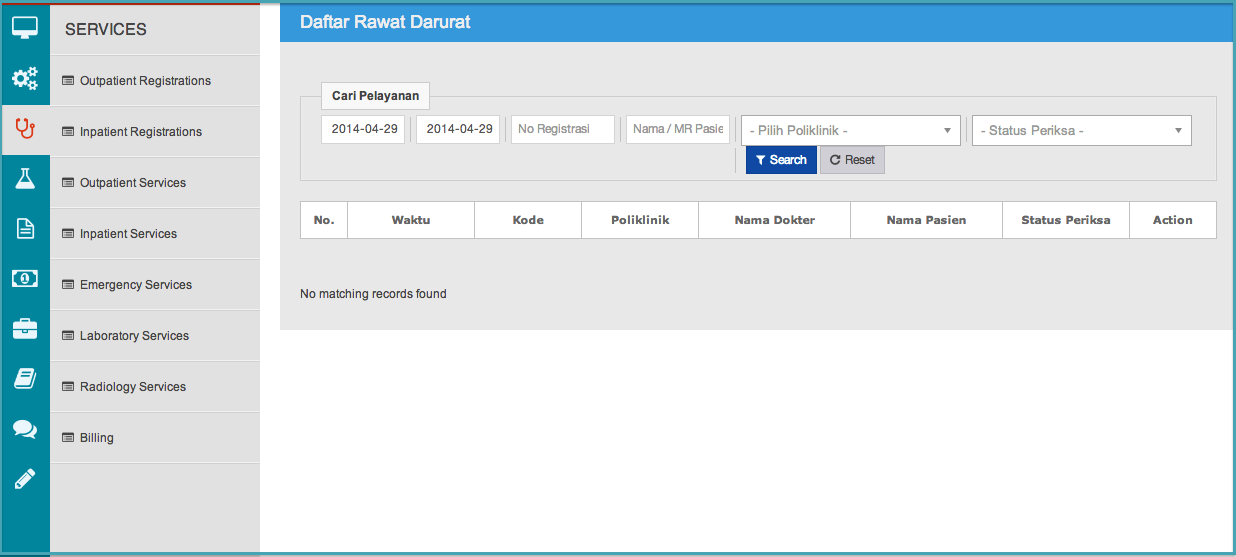 SERVICES
Outpatient Registrations
Inpatient Registrations
Outpatient Services
Inpatient Services
Emergency Services
Laboratory Services
Radiology Services
Billing
Daftar Rawat Darurat
Cari Pelayanan
2014-04-29 2014-04-29 No Registrasi Nama / MR Pasie - Pilih Poliklinik - - Status Periksa -
Search Reset
No. Waktu Kode Poliklinik Nama Dokter Nama Pasien Status Periksa Action
No matching records found